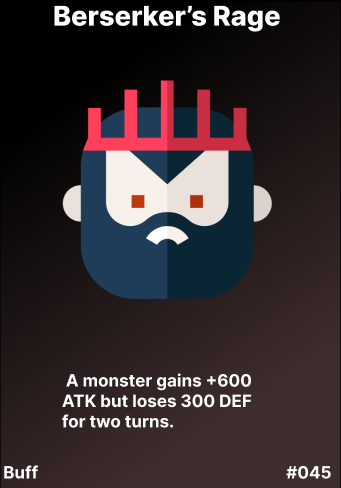 Berserker’s Rage
A monster gains +600
ATK but loses 300 DEF
for two turns.
Buff
#045